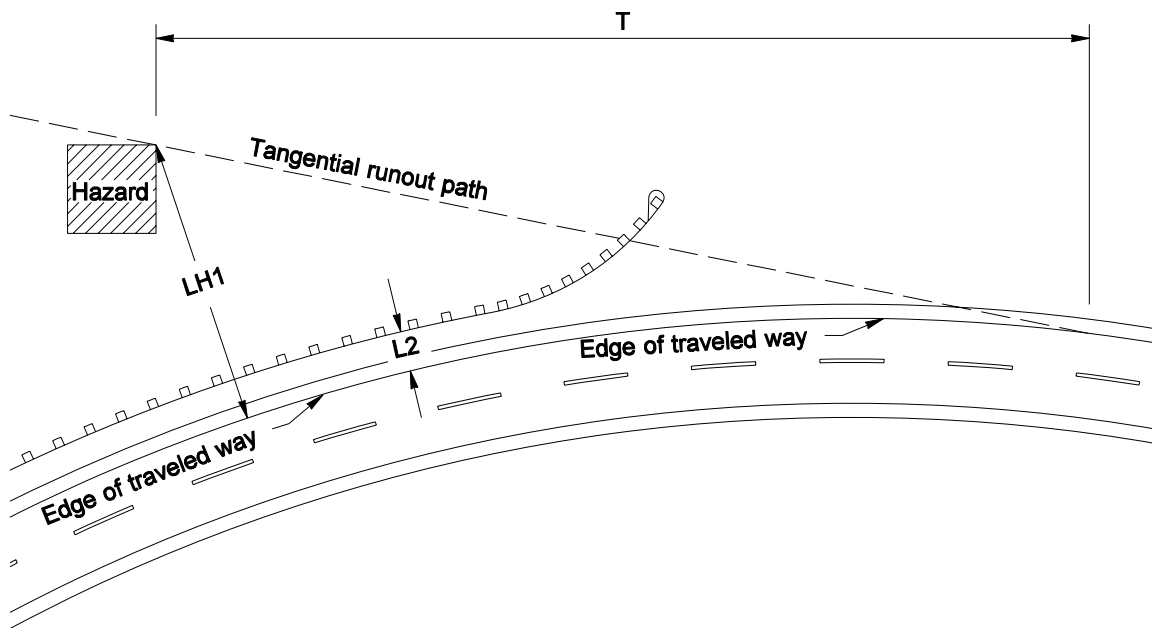 T
Tangential runout path
Hazard
LH1
L2
Edge of traveled way
Edge of traveled way